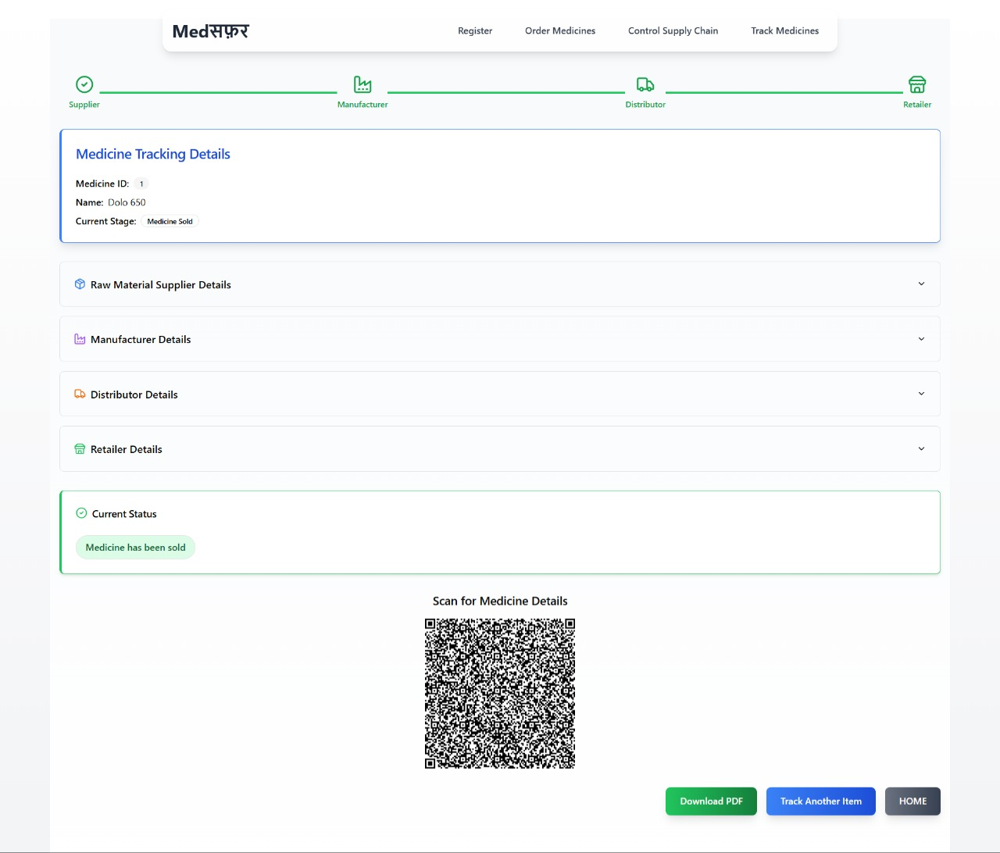 Medसफ़र
Register
Order Medicines
Control Supply Chain
Track Medicines
Supplier
Manufacturer
Distributor
Retailer
Medicine Tracking Details
Medicine ID: 1
Name: Dolo 650
Current Stage: Medicine Sold
Raw Material Supplier Details
Manufacturer Details
Distributor Details
Retailer Details
Current Status
Medicine has been sold
Scan for Medicine Details
Download PDF
Track Another Item
HOME